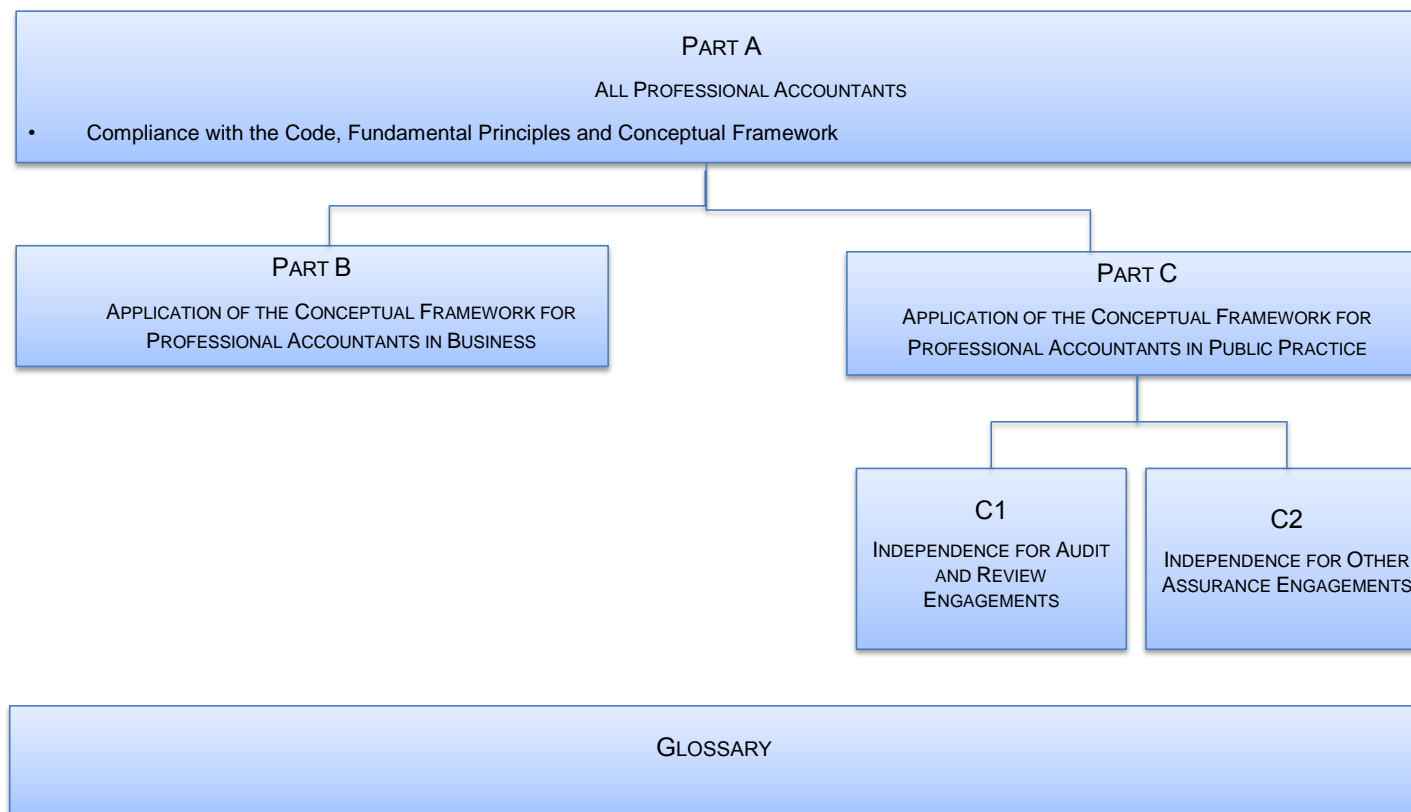 PART A
ALL PROFESSIONAL ACCOUNTANTS
• Compliance with the Code, Fundamental Principles and Conceptual Framework
PART B
APPLICATION OF THE CONCEPTUAL FRAMEWORK FOR
PROFESSIONAL ACCOUNTANTS IN BUSINESS
PART C
APPLICATION OF THE CONCEPTUAL FRAMEWORK FOR
PROFESSIONAL ACCOUNTANTS IN PUBLIC PRACTICE
C1
INDEPENDENCE FOR AUDIT
AND REVIEW
ENGAGEMENTS
C2
INDEPENDENCE FOR OTHER
ASSURANCE ENGAGEMENTS
GLOSSARY